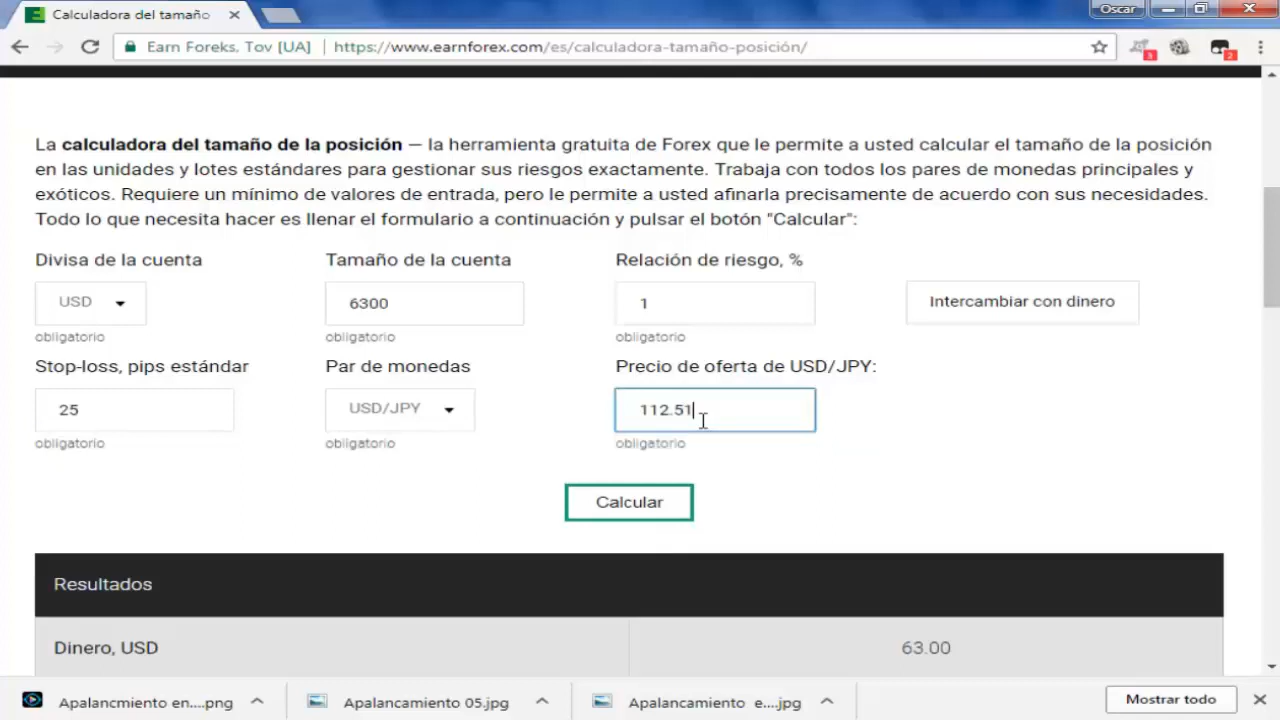 Calculadora del tamaño
Oscar
Earn Foreks, Tov [UA]
https://www.earnforex.com/es/calculadora-tamaño-posición/
3
2
La calculadora del tamaño de la posición — la herramienta gratuita de Forex que le permite a usted calcular el tamaño de la posición
en las unidades y lotes estándares para gestionar sus riesgos exactamente. Trabaja con todos los pares de monedas principales y
exóticos. Requiere un mínimo de valores de entrada, pero le permite a usted afinarla precisamente de acuerdo con sus necesidades.
Todo lo que necesita hacer es llenar el formulario a continuación y pulsar el botón "Calcular":
Divisa de la cuenta Tamaño de la cuenta Relación de riesgo, %
USD 6300 1 Intercambiar con dinero
obligatorio obligatorio obligatorio
Stop-loss, pips estándar Par de monedas Precio de oferta de USD/JPY:
25 USD/JPY 112.51
obligatorio obligatorio obligatorio
Calcular
Resultados
Dinero, USD 63.00
Apalancmiento en....png Apalancamiento 05.jpg Apalancamiento e....jpg Mostrar todo